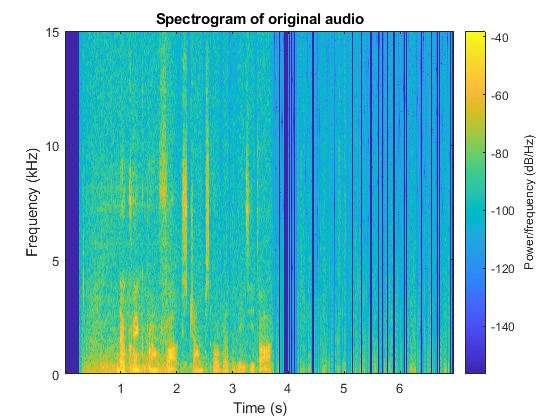 Spectrogram of original audio
15
10
5
0
Frequency (kHz)
1 2 3 4 5 6
Time (s)
-40
-60
-80
-100
-120
-140
Power/frequency (dB/Hz)